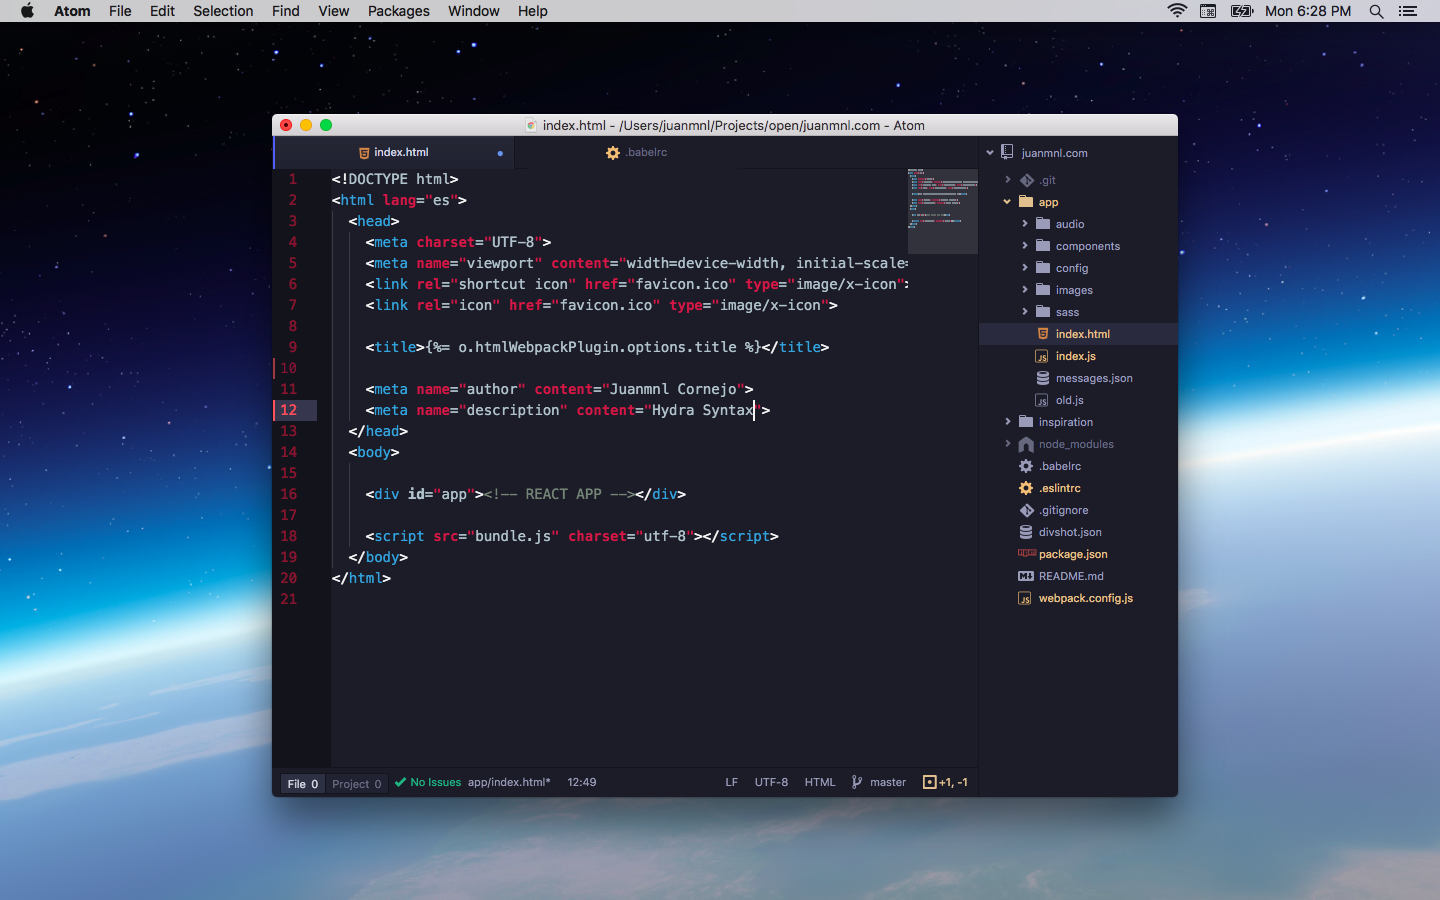 Atom File Edit Selection Find View Packages Window Help Mon 6:28 PM
index.html - /Users/juanmnl/Projects/open/juanmnl.com - Atom
index.html .babelrc
1 <!DOCTYPE html>
2 <html lang="es">
3 <head>
4 <meta charset="UTF-8">
5 <meta name="viewport" content="width=device-width, initial-scale=
6 <link rel="shortcut icon" href="favicon.ico" type="image/x-icon">
7 <link rel="icon" href="favicon.ico" type="image/x-icon">
8
9 <title>{%= o.htmlWebpackPlugin.options.title %}</title>
10
11 <meta name="author" content="Juanmnl Cornejo">
12 <meta name="description" content="Hydra Syntax">
13 </head>
14 <body>
15
16 <div id="app"><!-- REACT APP --></div>
17
18 <script src="bundle.js" charset="utf-8"></script>
19 </body>
20 </html>
21
juanmnl.com
.git
app
audio
components
config
images
sass
index.html
JS index.js
messages.json
JS old.js
inspiration
node_modules
.babelrc
.eslintrc
.gitignore
divshot.json
npm package.json
README.md
JS webpack.config.js
File 0 Project 0 No Issues app/index.html* 12:49 LF UTF-8 HTML master +1, -1